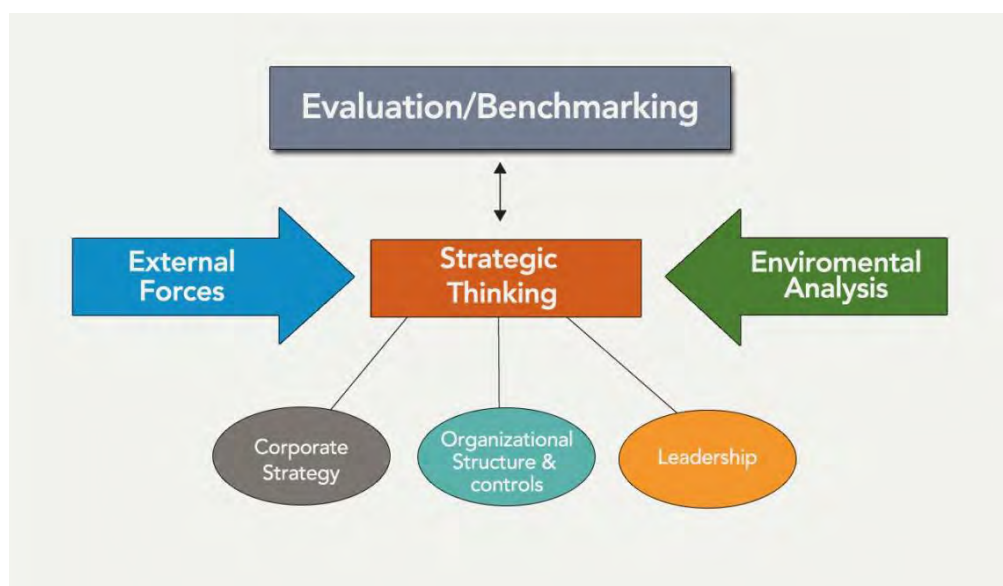 Evaluation/Benchmarking
External
Forces
Strategic
Thinking
Enviromental
Analysis
Corporate
Strategy
Organizational
Structure &
controls
Leadership